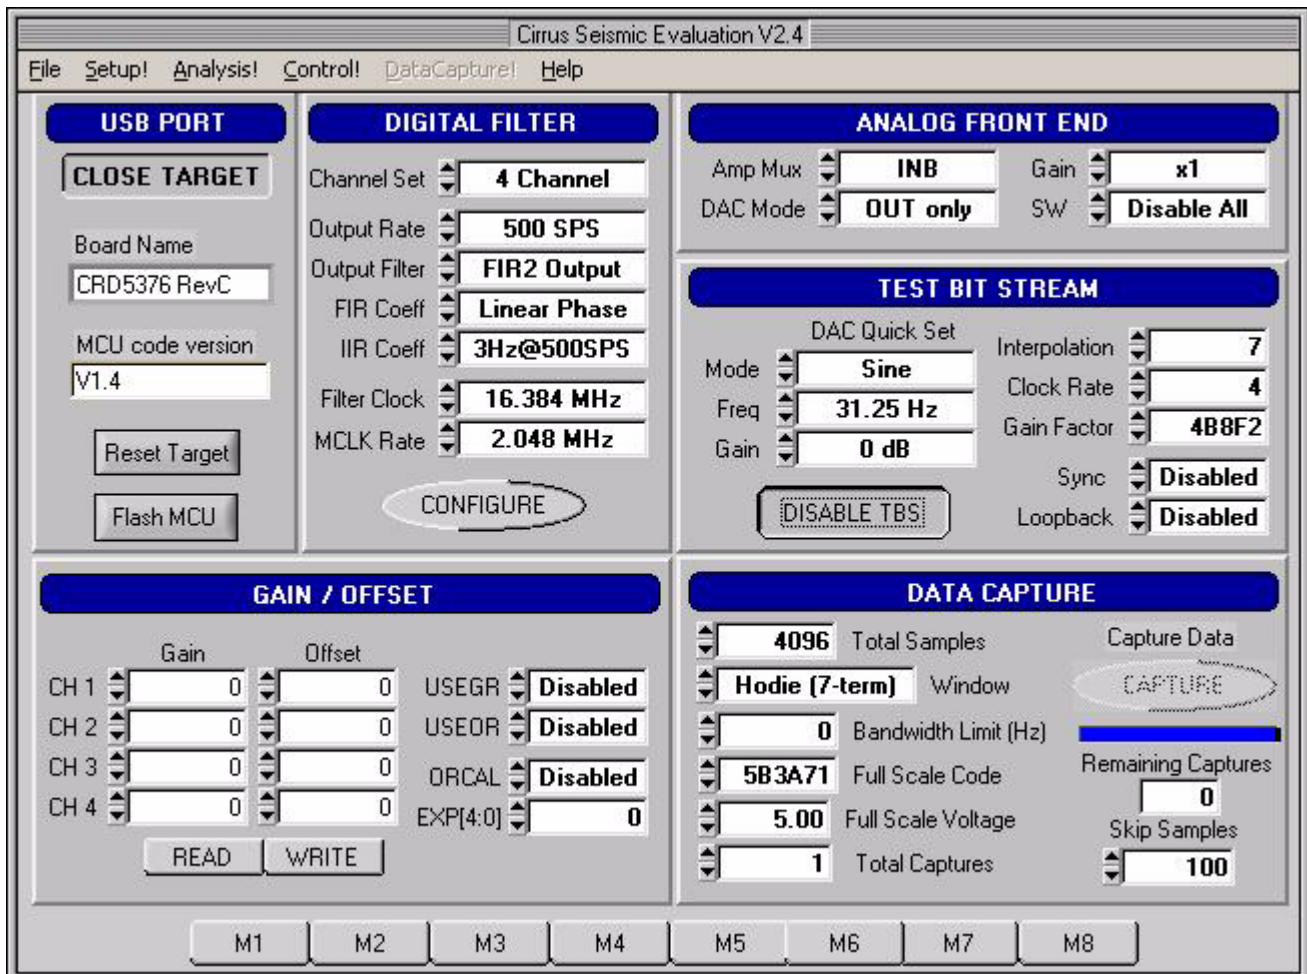 Cirrus Seismic Evaluation V2.4
File Setup! Analysis! Control! DataCapture! Help
USB PORT
CLOSE TARGET
Board Name
CRD5376 RevC
MCU code version
V1.4
Reset Target
Flash MCU
DIGITAL FILTER
Channel Set 4 Channel
Output Rate 500 SPS
Output Filter FIR2 Output
FIR Coeff Linear Phase
IIR Coeff 3Hz@500SPS
Filter Clock 16.384 MHz
MCLK Rate 2.048 MHz
CONFIGURE
ANALOG FRONT END
Amp Mux INB Gain x1
DAC Mode OUT only SW Disable All
TEST BIT STREAM
DAC Quick Set
Mode Sine
Freq 31.25 Hz
Gain 0 dB
DISABLE TBS
Interpolation 7
Clock Rate 4
Gain Factor 4B8F2
Sync Disabled
Loopback Disabled
GAIN / OFFSET
Gain Offset
CH 1 0 0
CH 2 0 0
CH 3 0 0
CH 4 0 0
USEGR Disabled
USEOR Disabled
ORCAL Disabled
EXP[4:0] 0
READ WRITE
DATA CAPTURE
4096 Total Samples
Hodie (7-term) Window
0 Bandwidth Limit (Hz)
5B3A71 Full Scale Code
5.00 Full Scale Voltage
1 Total Captures
Capture Data
CAPTURE
Remaining Captures
0
Skip Samples
100
M1 M2 M3 M4 M5 M6 M7 M8